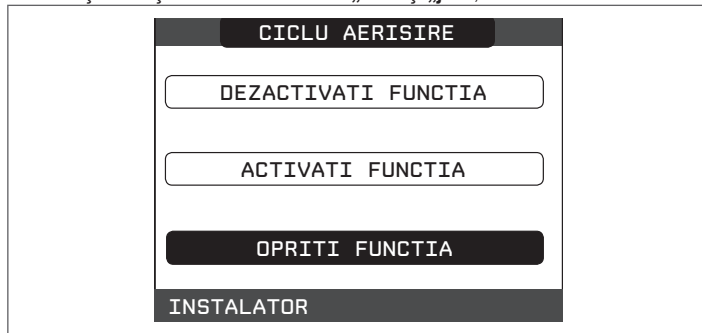 CICLU AERISIRE
DEZACTIVATI FUNCTIA
ACTIVATI FUNCTIA
OPRITI FUNCTIA
INSTALATOR